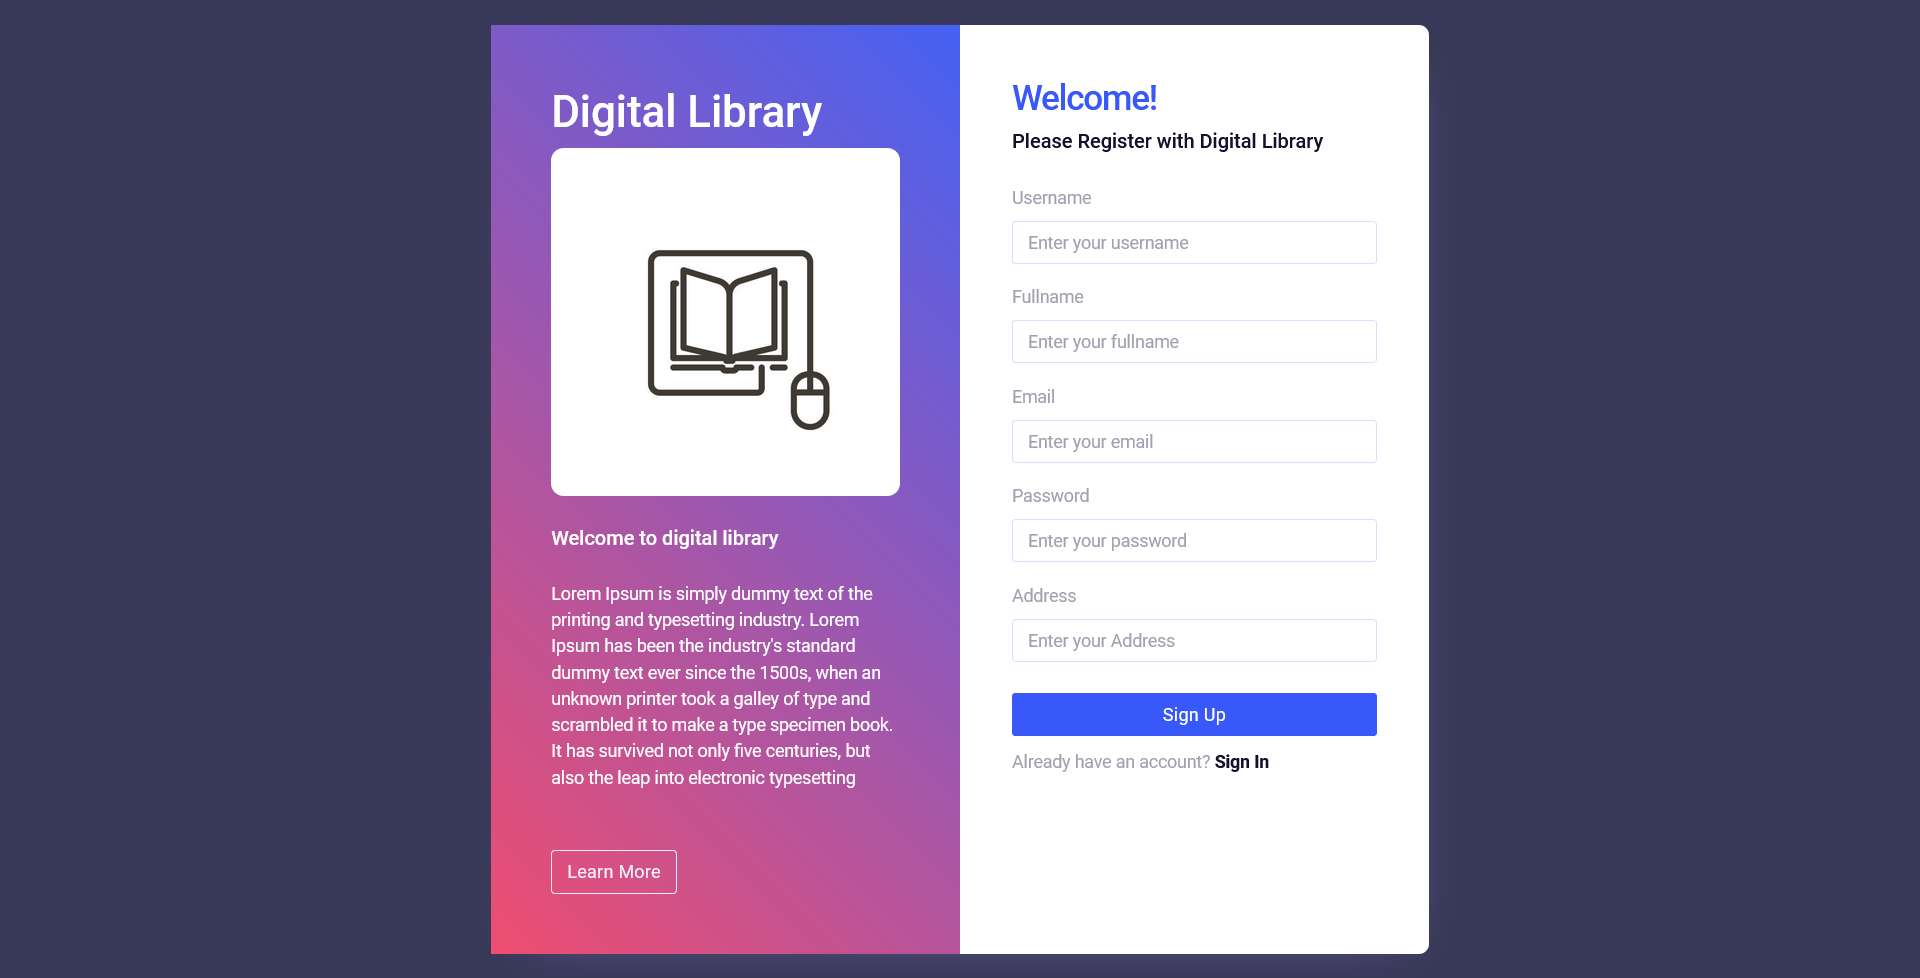 Digital Library
Welcome to digital library
Lorem Ipsum is simply dummy text of the
printing and typesetting industry. Lorem
Ipsum has been the industry's standard
dummy text ever since the 1500s, when an
unknown printer took a galley of type and
scrambled it to make a type specimen book.
It has survived not only five centuries, but
also the leap into electronic typesetting
Learn More
Welcome!
Please Register with Digital Library
Username
Enter your username
Fullname
Enter your fullname
Email
Enter your email
Password
Enter your password
Address
Enter your Address
Sign Up
Already have an account? Sign In